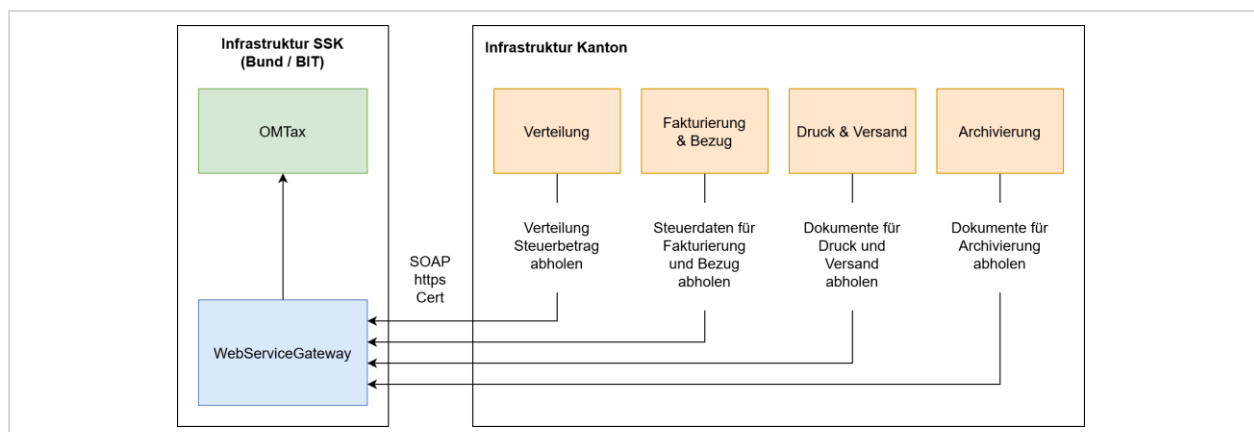 Infrastruktur SSK
(Bund / BIT)
Infrastruktur Kanton
OMTax
Verteilung
Fakturierung
& Bezug
Druck & Versand
Archivierung
Verteilung
Steuerbetrag
abholen
Steuerdaten für
Fakturierung
und Bezug
abholen
Dokumente für
Druck und
Versand
abholen
Dokumente für
Archivierung
abholen
SOAP
https
Cert
WebServiceGateway